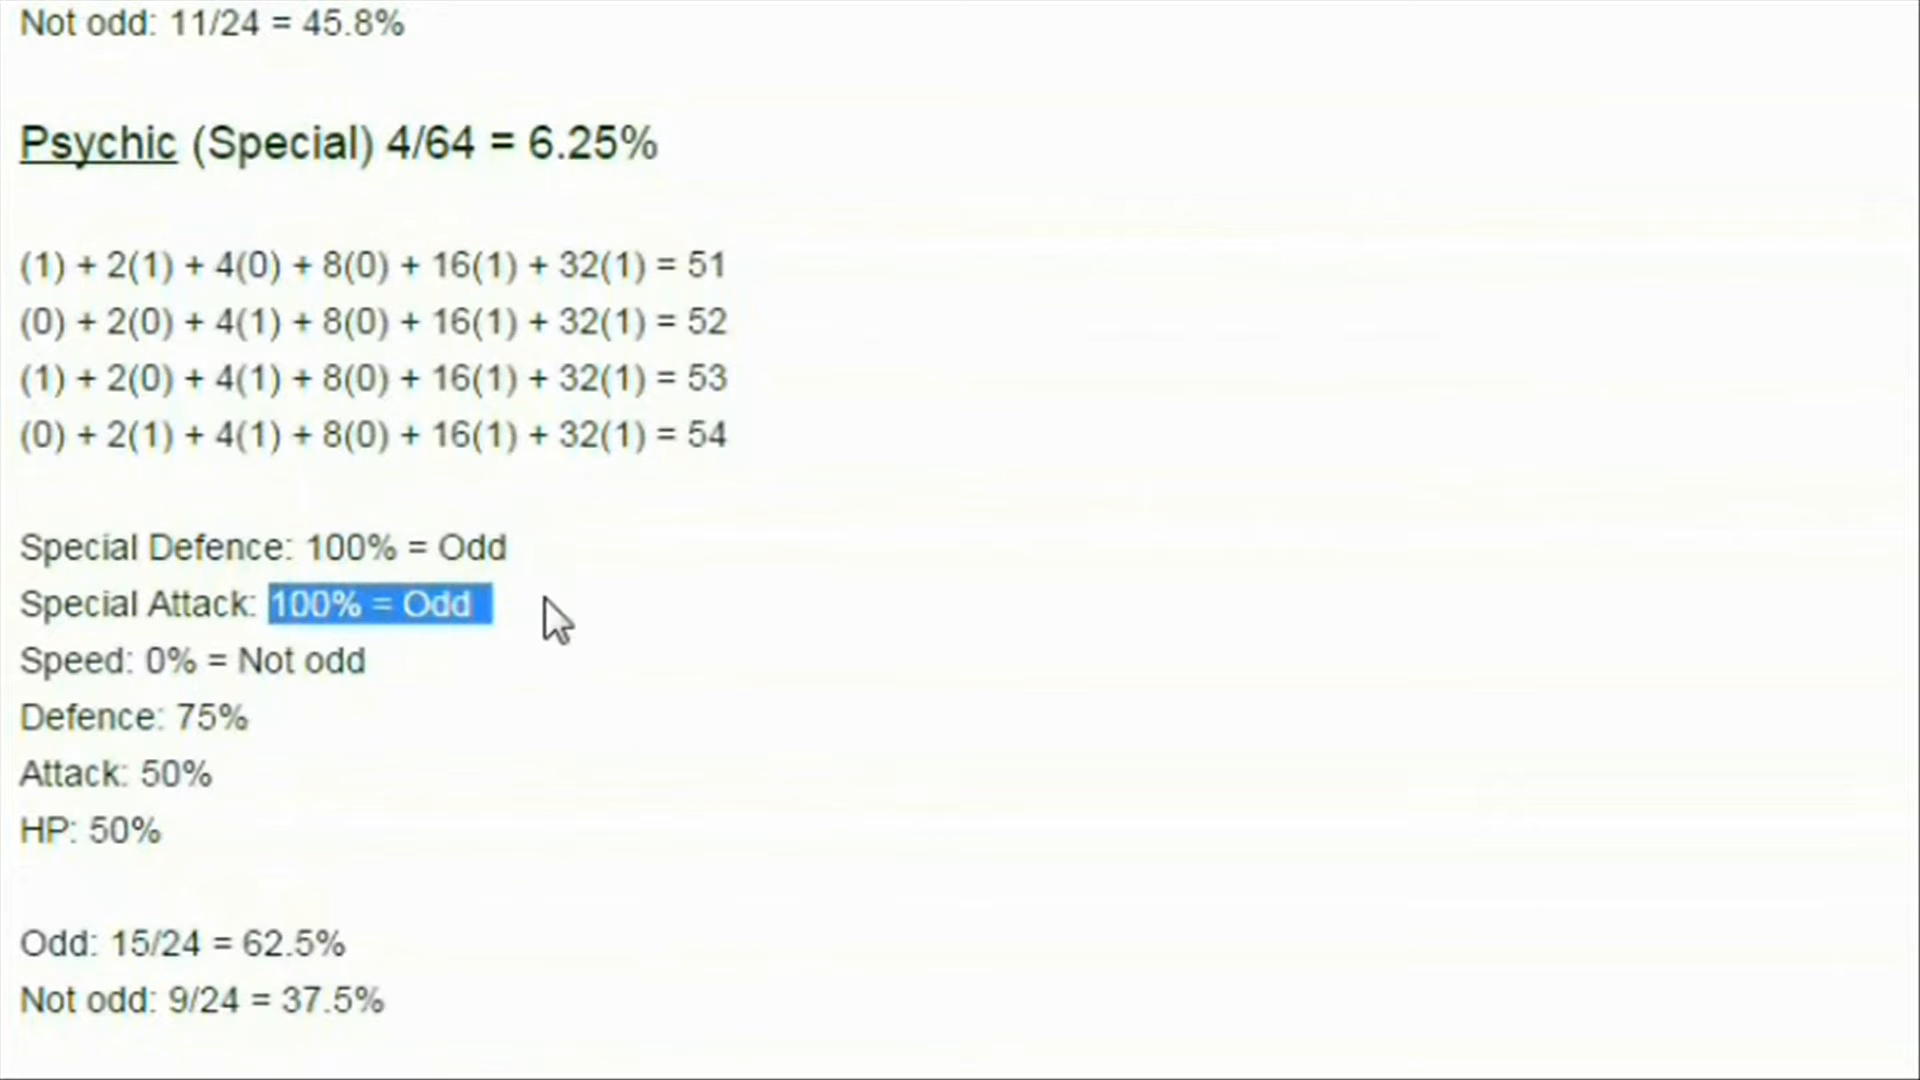 Not odd: 11/24 = 45.8%
Psychic (Special) 4/64 = 6.25%
(1) + 2(1) + 4(0) + 8(0) + 16(1) + 32(1) = 51
(0) + 2(0) + 4(1) + 8(0) + 16(1) + 32(1) = 52
(1) + 2(0) + 4(1) + 8(0) + 16(1) + 32(1) = 53
(0) + 2(1) + 4(1) + 8(0) + 16(1) + 32(1) = 54
Special Defence: 100% = Odd
Special Attack: 100% = Odd
Speed: 0% = Not odd
Defence: 75%
Attack: 50%
HP: 50%
Odd: 15/24 = 62.5%
Not odd: 9/24 = 37.5%